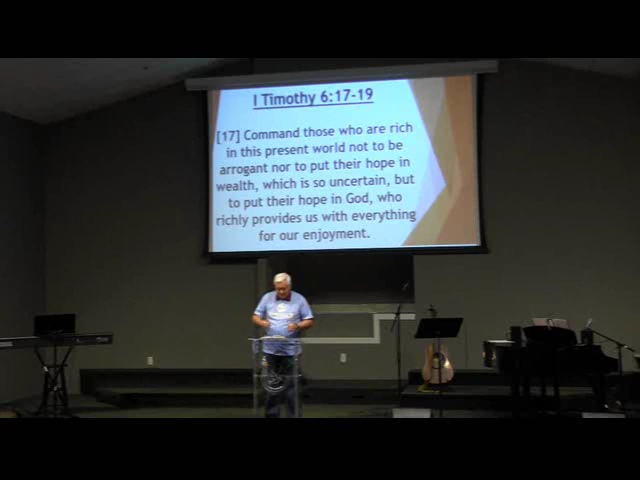 I Timothy 6:17-19
[17] Command those who are rich
in this present world not to be
arrogant nor to put their hope in
wealth, which is so uncertain, but
to put their hope in God, who
richly provides us with everything
for our enjoyment.